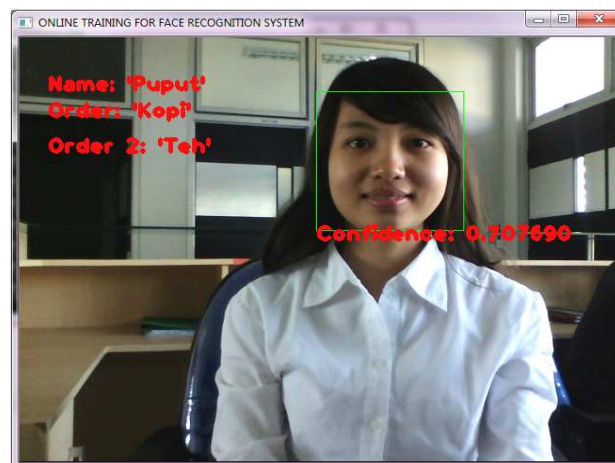 ONLINE TRAINING FOR FACE RECOGNITION SYSTEM
Name: 'Puput'
Order: 'Kopi'
Order 2: 'Teh'
Confidence: 0.707690